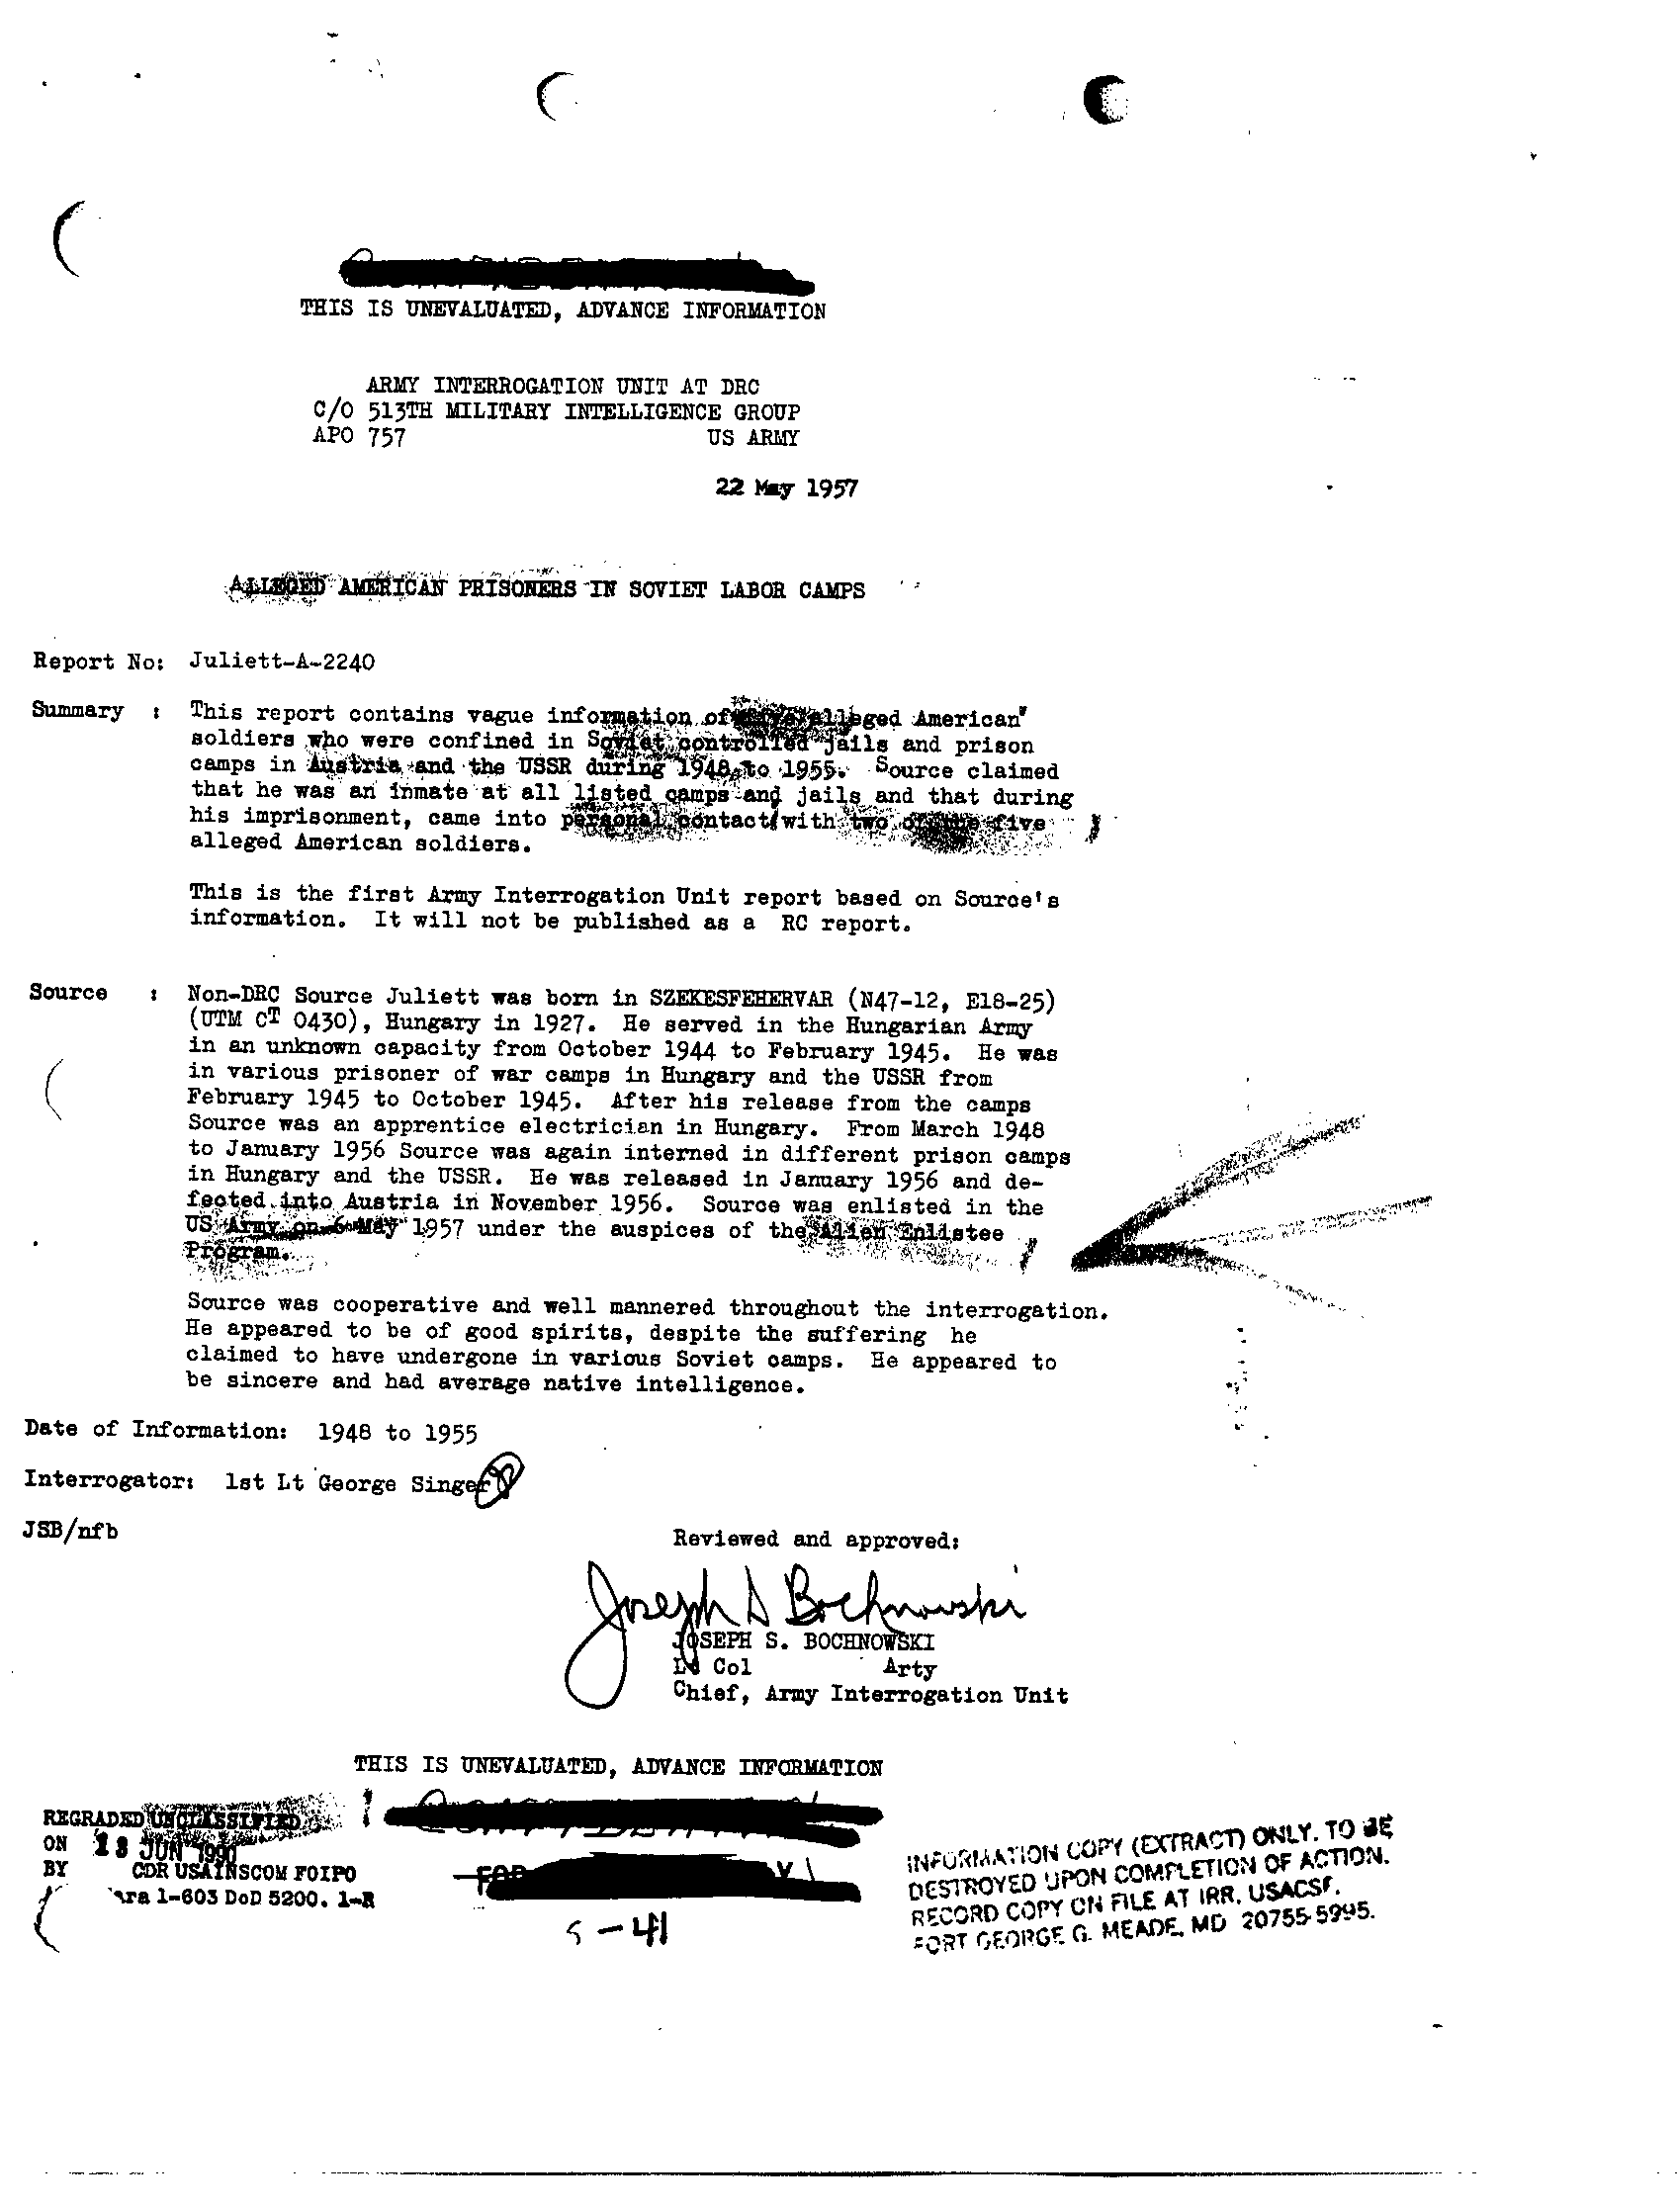 THIS IS UNEVALUATED, ADVANCE INFORMATION
ARMY INTERROGATION UNIT AT DRC
C/O 513TH MILITARY INTELLIGENCE GROUP
APO 757 US ARMY
22 May 1957
ALLEGED AMERICAN PRISONERS IN SOVIET LABOR CAMPS
Report No: Juliett-A-2240
Summary : This report contains vague information of five alleged American
soldiers who were confined in Soviet controlled jails and prison
camps in Austria and the USSR during 1948 to 1955. Source claimed
that he was an inmate at all listed camps and jails and that during
his imprisonment, came into personal contact with two of the five
alleged American soldiers.
This is the first Army Interrogation Unit report based on Source's
information. It will not be published as a RC report.
Source : Non-DRC Source Juliett was born in SZEKESFEHERVAR (N47-12, E18-25)
(UTM CT 0430), Hungary in 1927. He served in the Hungarian Army
in an unknown capacity from October 1944 to February 1945. He was
in various prisoner of war camps in Hungary and the USSR from
February 1945 to October 1945. After his release from the camps
Source was an apprentice electrician in Hungary. From March 1948
to January 1956 Source was again interned in different prison camps
in Hungary and the USSR. He was released in January 1956 and de-
fected into Austria in November 1956. Source was enlisted in the
US Army on 6 May 1957 under the auspices of the Alien Enlistee
Program.
Source was cooperative and well mannered throughout the interrogation.
He appeared to be of good spirits, despite the suffering he
claimed to have undergone in various Soviet camps. He appeared to
be sincere and had average native intelligence.
Date of Information: 1948 to 1955
Interrogator: 1st Lt George Singer
JSB/nfb
Reviewed and approved:
Joseph S Bochnowski
JOSEPH S. BOCHNOWSKI
Lt Col Arty
Chief, Army Interrogation Unit
THIS IS UNEVALUATED, ADVANCE INFORMATION
REGRADED UNCLASSIFIED
ON 18 JUN 1990
BY CDR USAINSCOM FOIPO
ara 1-603 DoD 5200. 1-R
FOR
S-41
INFORMATION COPY (EXTRACT) ONLY. TO BE
DESTROYED UPON COMPLETION OF ACTION.
RECORD COPY ON FILE AT IRR, USACSF,
FORT GEORGE G. MEADE, MD 20755-5995.